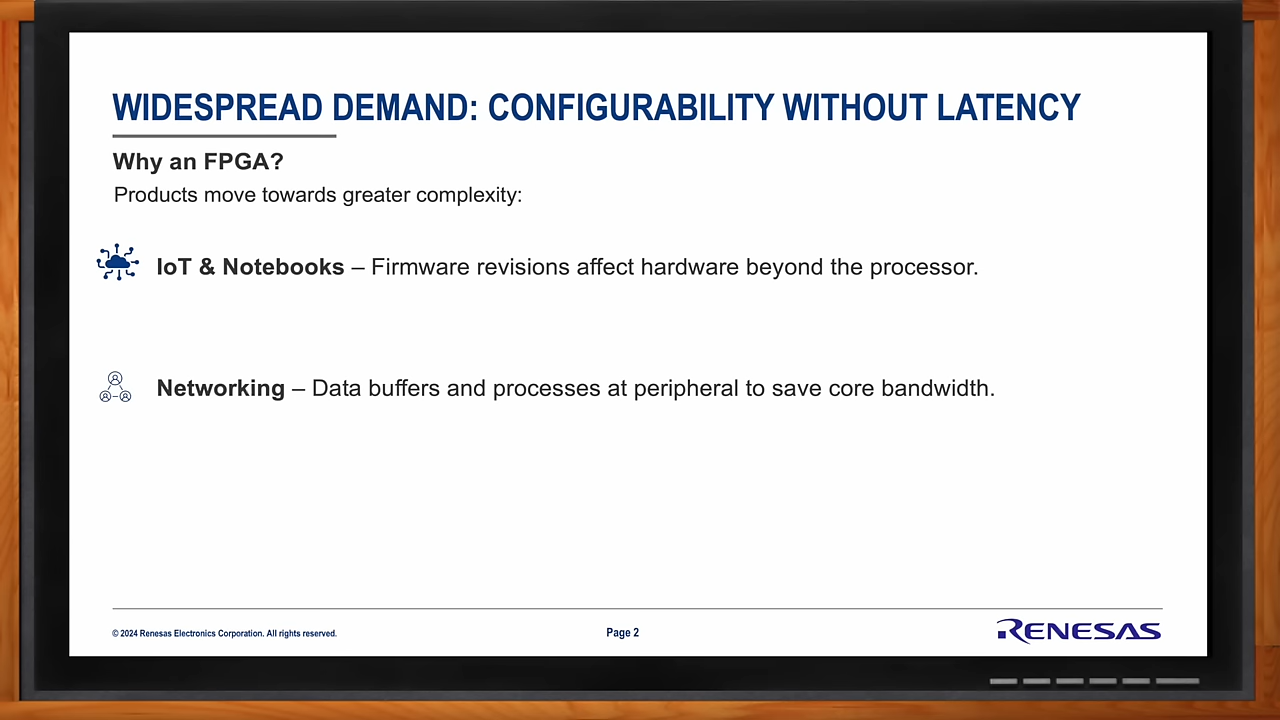 WIDESPREAD DEMAND: CONFIGURABILITY WITHOUT LATENCY
Why an FPGA?
Products move towards greater complexity:
IoT & Notebooks – Firmware revisions affect hardware beyond the processor.
Networking – Data buffers and processes at peripheral to save core bandwidth.
© 2024 Renesas Electronics Corporation. All rights reserved.
Page 2
RENESAS